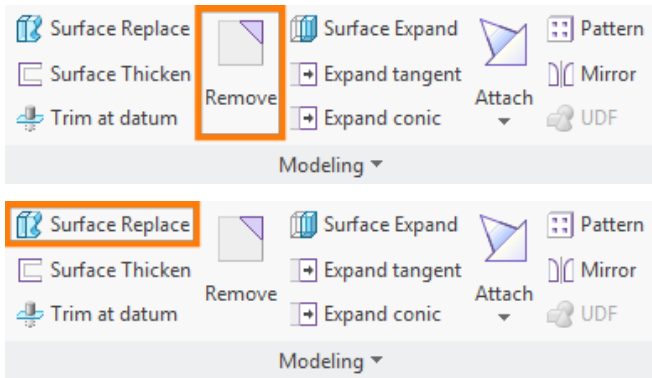 Surface Replace Surface Expand Pattern
Surface Thicken Remove Expand tangent Attach Mirror
Trim at datum Expand conic UDF
Modeling
Surface Replace Surface Expand Pattern
Surface Thicken Remove Expand tangent Attach Mirror
Trim at datum Expand conic UDF
Modeling